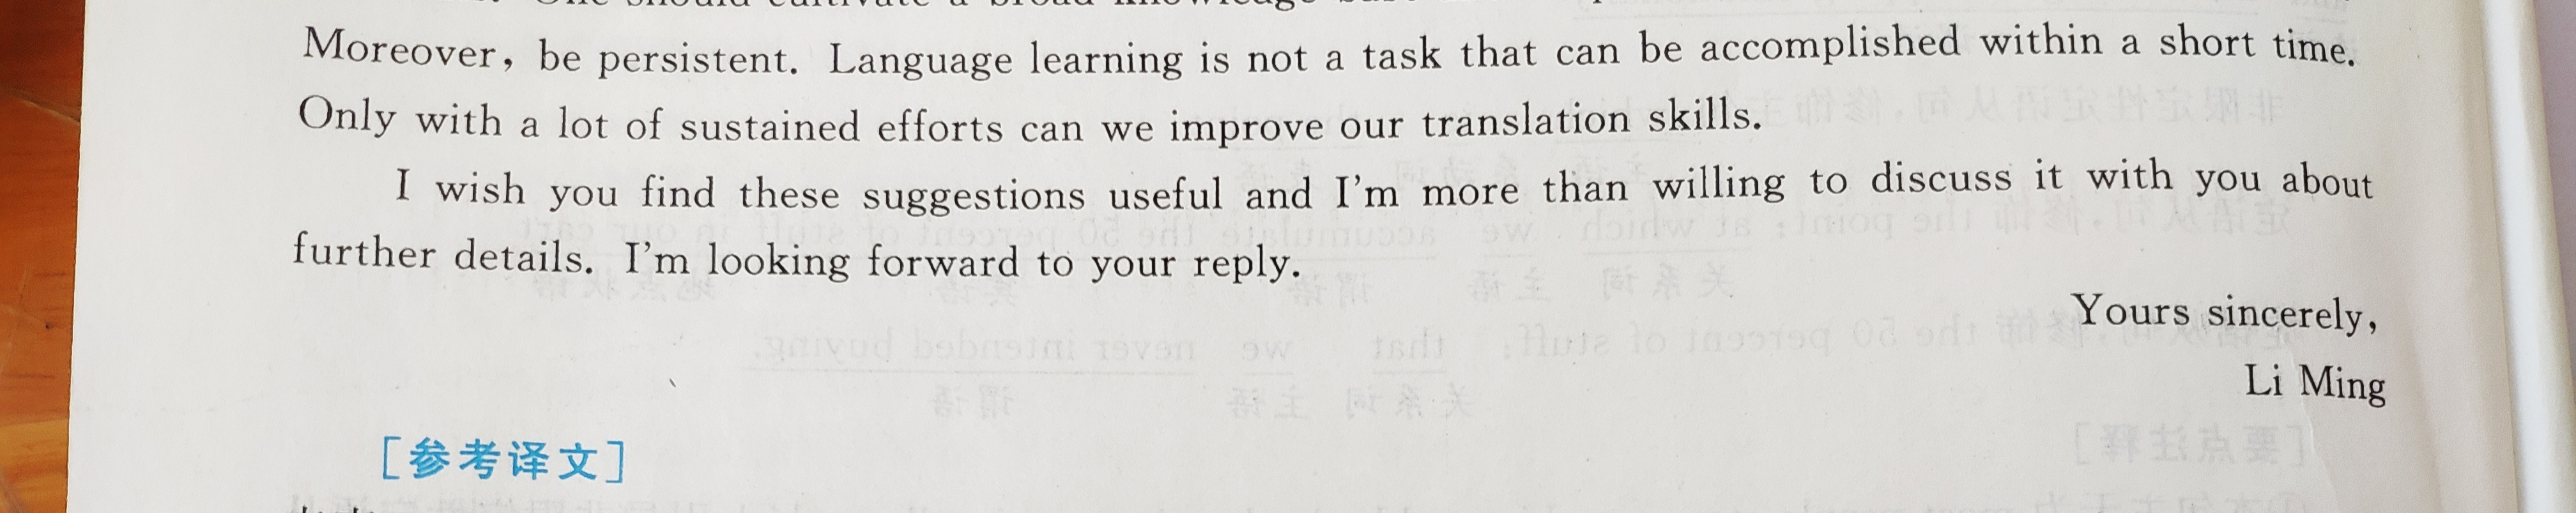 Moreover, be persistent. Language learning is not a task that can be accomplished within a short time.
Only with a lot of sustained efforts can we improve our translation skills.
I wish you find these suggestions useful and I'm more than willing to discuss it with you about
further details. I'm looking forward to your reply.
Yours sincerely,
Li Ming
[参考译文]